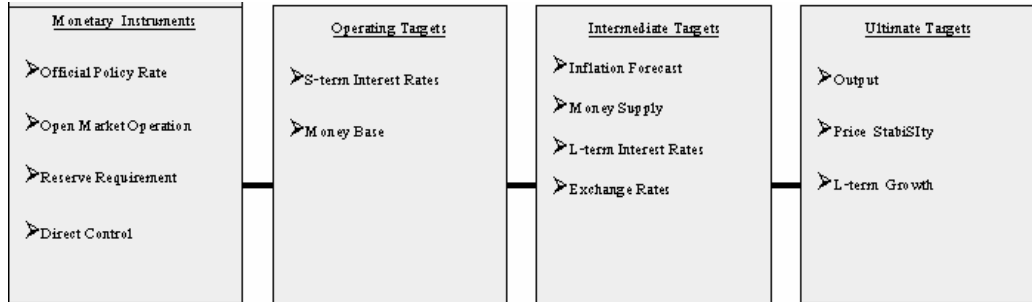 Monetary Instruments
➢Official Policy Rate
➢Open Market Operation
➢Reserve Requirement
➢Direct Control
Operating Targets
➢S-term Interest Rates
➢Money Base
Intermediate Targets
➢Inflation Forecast
➢Money Supply
➢L-term Interest Rates
➢Exchange Rates
Ultimate Targets
➢Output
➢Price StabiSIty
➢L-term Growth